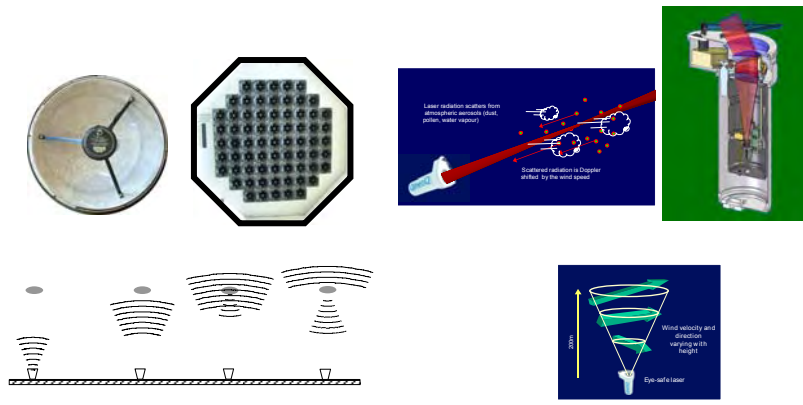 Laser radiation scatters from
atmospheric aerosols (dust,
pollen, water vapour)
Scattered radiation is Doppler
shifted by the wind speed
200m
Wind velocity and
direction
varying with
height
Eye-safe laser